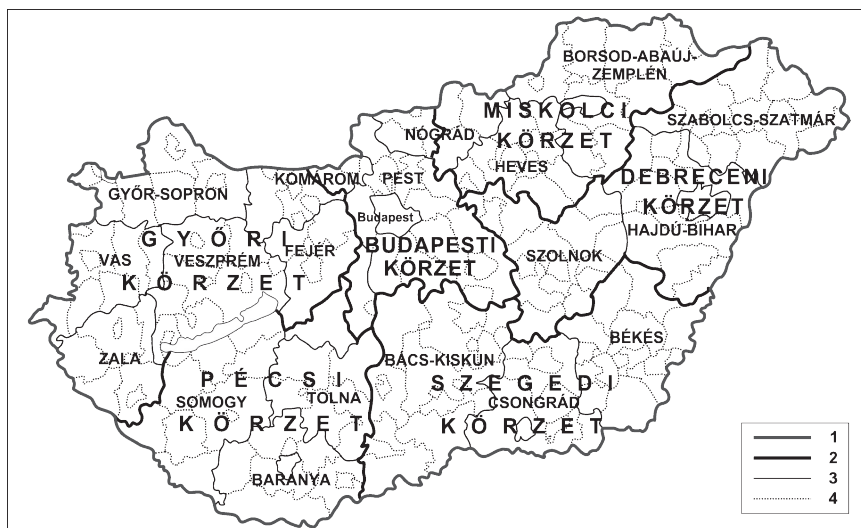 BORSOD-ABAÚJ-
ZEMPLÉN
MISKOLCI
KÖRZET
SZABOLCS-SZATMÁR
NÓGRÁD
HEVES
PEST
KOMÁROM
GYŐR-SOPRON
DEBRECENI
KÖRZET
HAJDÚ-BIHAR
Budapest
BUDAPESTI
KÖRZET
SZOLNOK
GYŐRI
KÖRZET
FEJÉR
VAS
VESZPRÉM
ZALA
BÉKÉS
BÁCS-KISKUN
PÉCSI
KÖRZET
SOMOGY
TOLNA
SZEGEDI
KÖRZET
CSONGRÁD
BARANYA
1
2
3
4